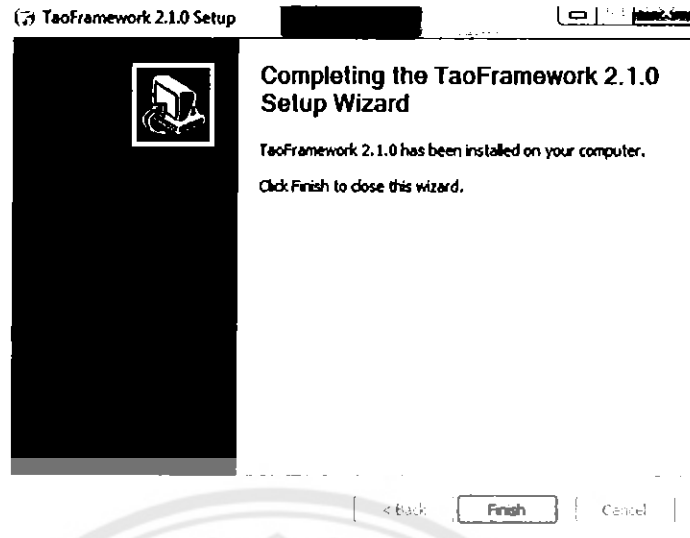 TaoFramework 2.1.0 Setup
Completing the TaoFramework 2.1.0
Setup Wizard
TaoFramework 2.1.0 has been installed on your computer.
Click Finish to close this wizard.
< Back Finish Cancel